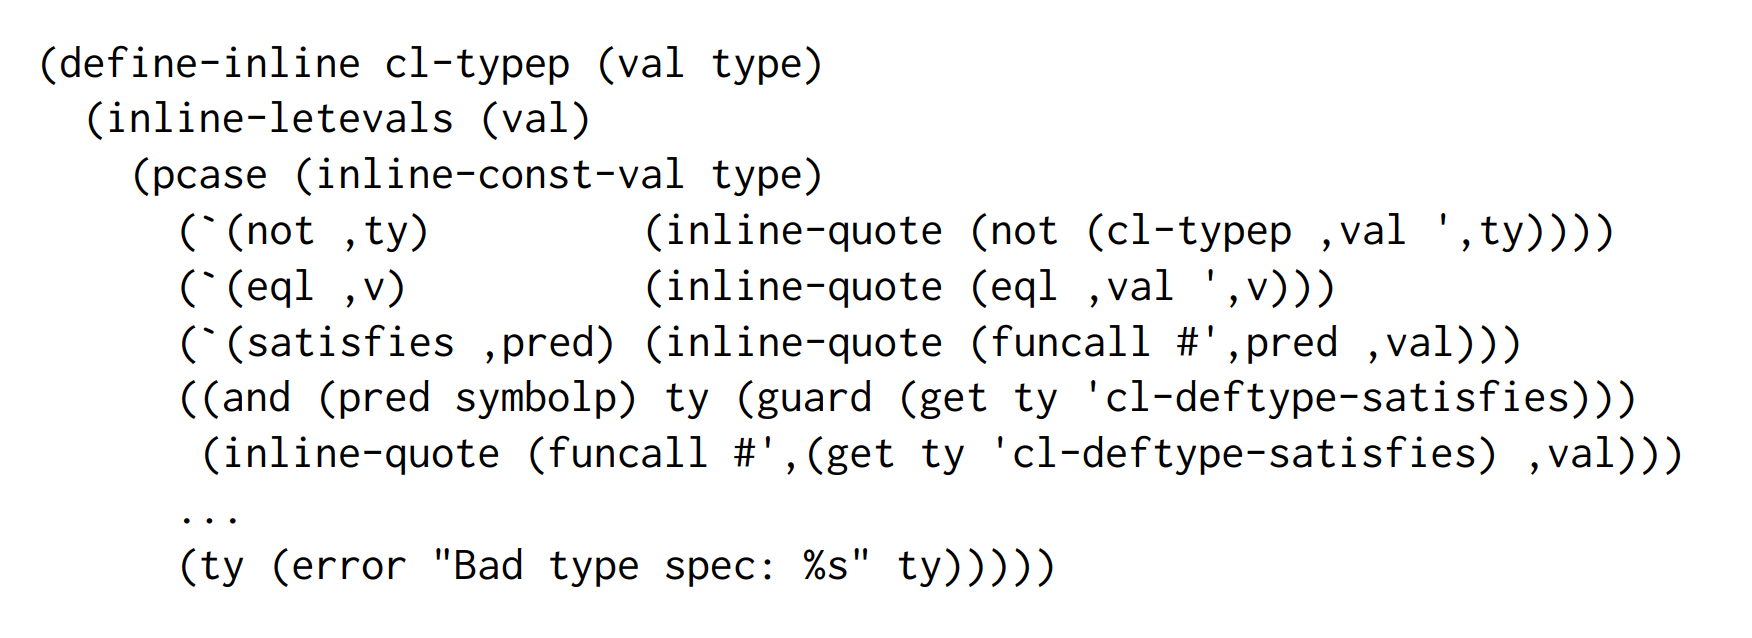 (define-inline cl-typep (val type)
  (inline-letevals (val)
    (pcase (inline-const-val type)
      (`(not ,ty)         (inline-quote (not (cl-typep ,val ',ty))))
      (`(eql ,v)          (inline-quote (eql ,val ',v)))
      (`(satisfies ,pred) (inline-quote (funcall #',pred ,val)))
      ((and (pred symbolp) ty (guard (get ty 'cl-deftype-satisfies)))
       (inline-quote (funcall #',(get ty 'cl-deftype-satisfies) ,val)))
      ...
      (ty (error "Bad type spec: %s" ty)))))